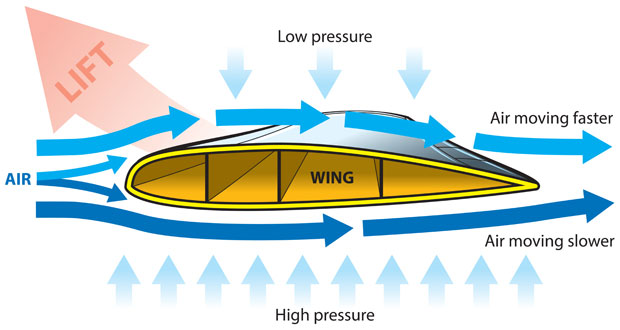 LIFT
Low pressure
Air moving faster
AIR
WING
Air moving slower
High pressure